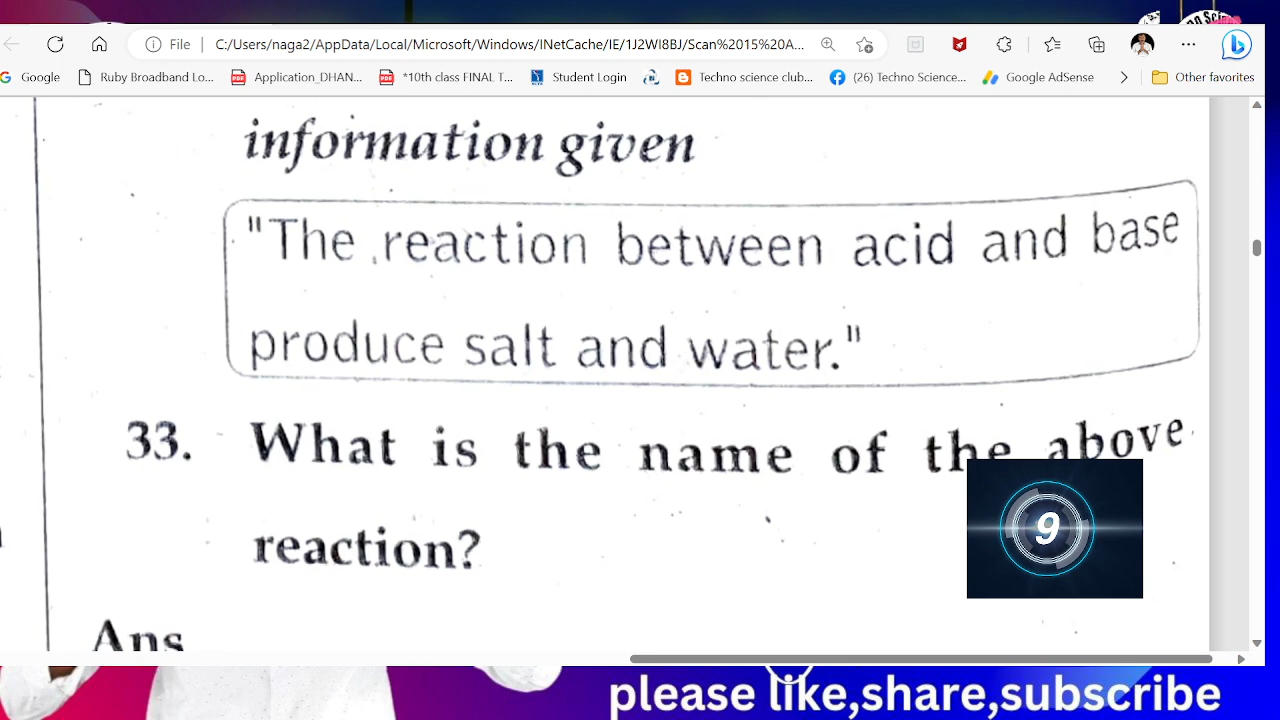 File
C:/Users/naga2/AppData/Local/Microsoft/Windows/INetCache/IE/1J2WI8BJ/Scan%2015%20A...
Google Ruby Broadband Lo... Application_DHAN... *10th class FINAL T... Student Login Techno science club... (26) Techno Science... Google AdSense Other favorites
information given
"The reaction between acid and base
produce salt and water."
33. What is the name of the above
reaction?
9
Ans
please like,share,subscribe